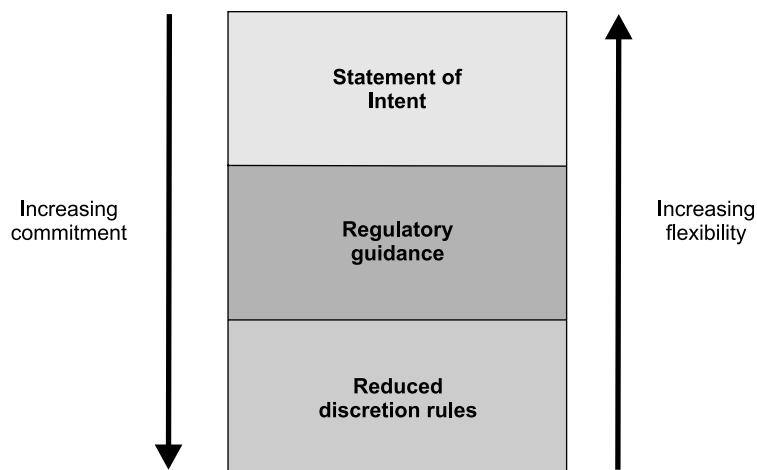 Statement of
Intent
Increasing
commitment
Regulatory
guidance
Increasing
flexibility
Reduced
discretion rules